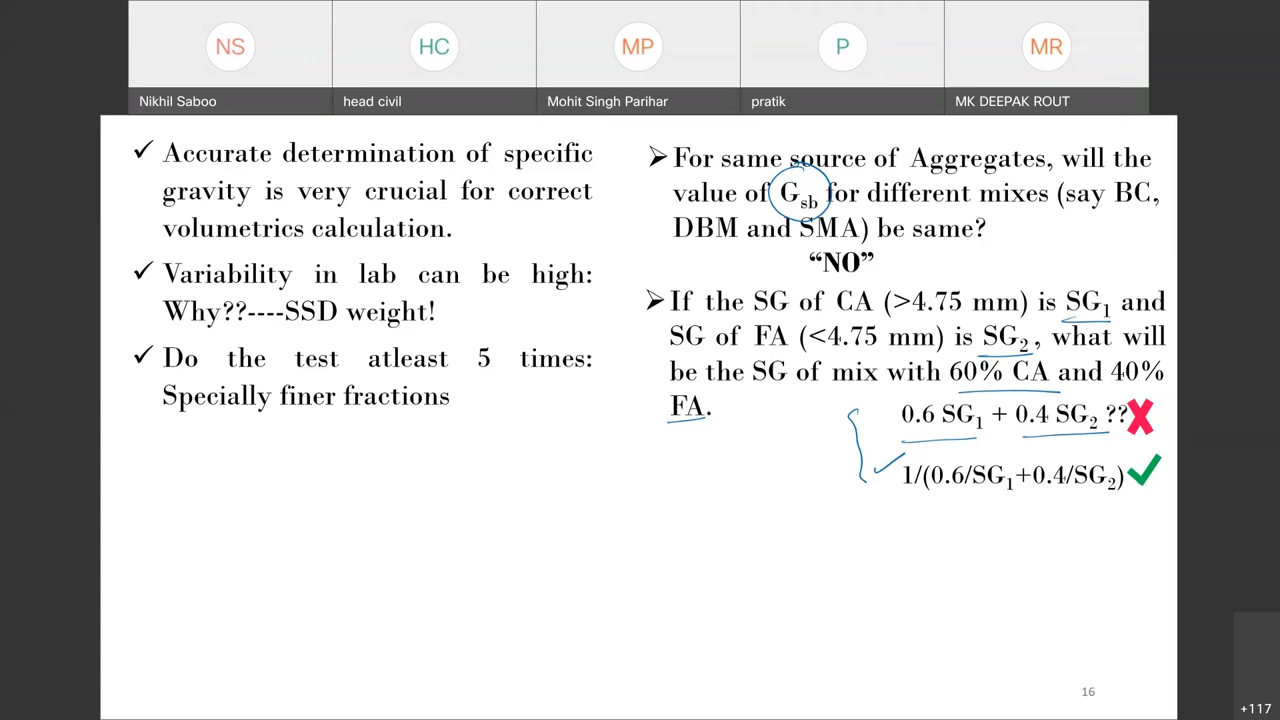 NS
HC
MP
P
MR
Nikhil Saboo
head civil
Mohit Singh Parihar
pratik
MK DEEPAK ROUT
✓ Accurate determination of specific
gravity is very crucial for correct
volumetrics calculation.
✓ Variability in lab can be high:
Why??----SSD weight!
✓ Do the test atleast 5 times:
Specially finer fractions
➢ For same source of Aggregates, will the
value of Gsb for different mixes (say BC,
DBM and SMA) be same?
“NO”
➢ If the SG of CA (>4.75 mm) is SG1 and
SG of FA (<4.75 mm) is SG2, what will
be the SG of mix with 60% CA and 40%
FA.
0.6 SG1 + 0.4 SG2 ??
1/(0.6/SG1+0.4/SG2)
16
+117